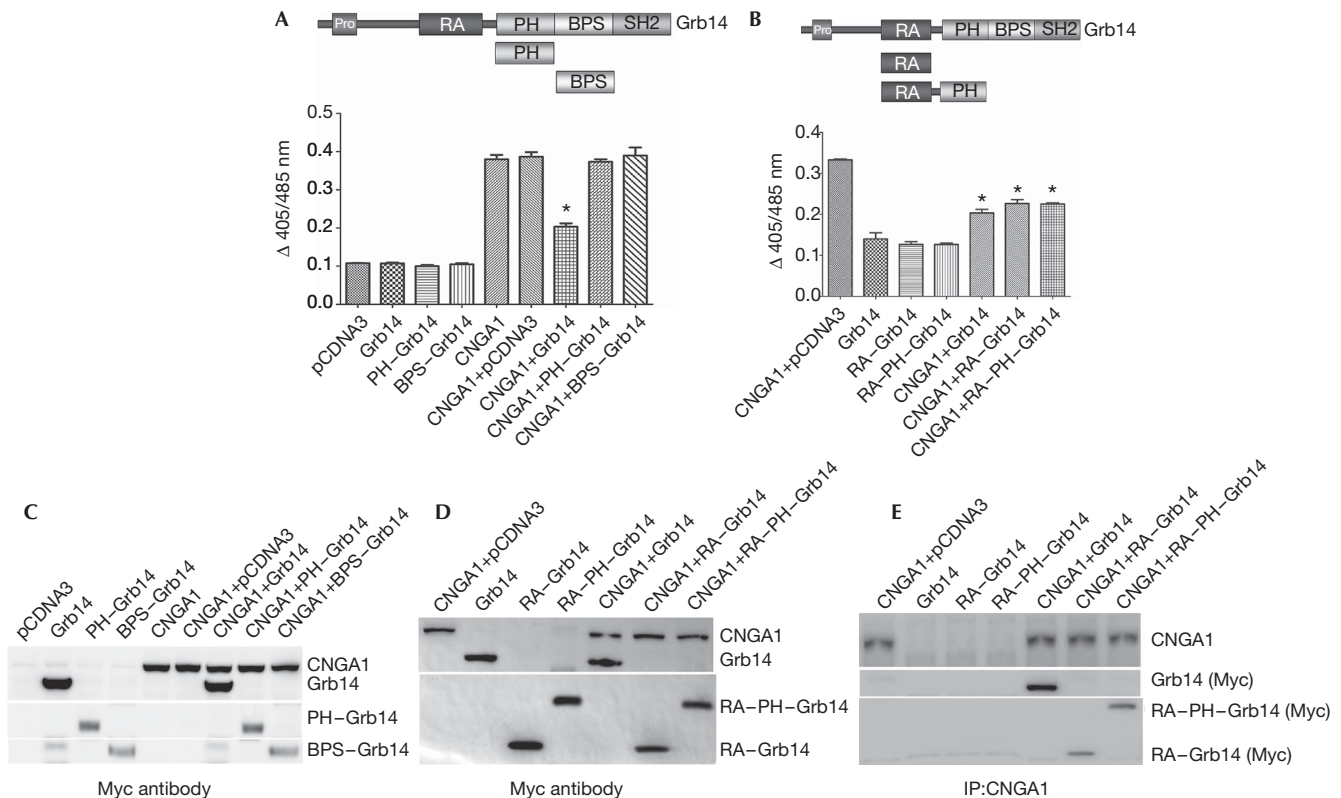 A
Pro
RA
PH
BPS
SH2
Grb14
PH
BPS
Δ 405/485 nm
0.5
0.4
0.3
0.2
0.1
0.0
*
pCDNA3
Grb14
PH–Grb14
BPS–Grb14
CNGA1
CNGA1+pCDNA3
CNGA1+Grb14
CNGA1+PH–Grb14
CNGA1+BPS–Grb14
B
Pro
RA
PH
BPS
SH2
Grb14
RA
RA
PH
Δ 405/485 nm
0.4
0.3
0.2
0.1
0.0
*
*
*
CNGA1+pCDNA3
Grb14
RA–Grb14
RA–PH–Grb14
CNGA1+Grb14
CNGA1+RA–Grb14
CNGA1+RA–PH–Grb14
C
pCDNA3
Grb14
PH–Grb14
BPS–Grb14
CNGA1
CNGA1+pCDNA3
CNGA1+Grb14
CNGA1+PH–Grb14
CNGA1+BPS–Grb14
CNGA1
Grb14
PH–Grb14
BPS–Grb14
Myc antibody
D
CNGA1+pCDNA3
Grb14
RA–Grb14
RA–PH–Grb14
CNGA1+Grb14
CNGA1+RA–Grb14
CNGA1+RA–PH–Grb14
CNGA1
Grb14
RA–PH–Grb14
RA–Grb14
Myc antibody
E
CNGA1+pCDNA3
Grb14
RA–Grb14
RA–PH–Grb14
CNGA1+Grb14
CNGA1+RA–Grb14
CNGA1+RA–PH–Grb14
CNGA1
Grb14 (Myc)
RA–PH-Grb14 (Myc)
RA–Grb14 (Myc)
IP:CNGA1